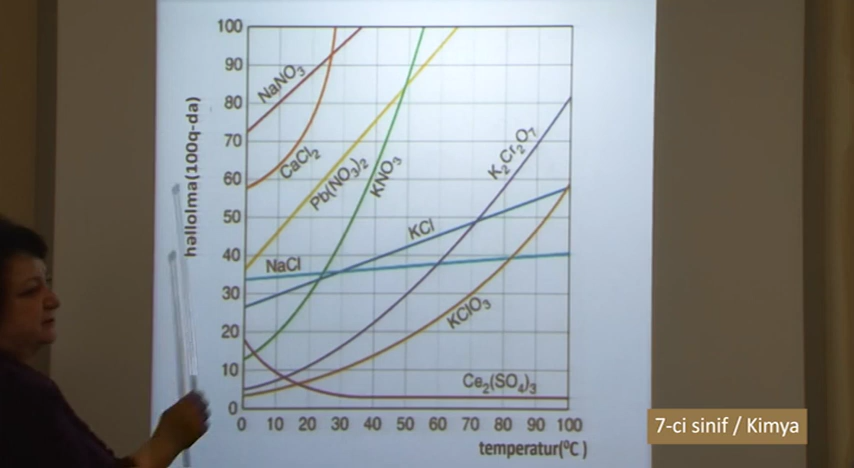 100
90
80
70
60
50
40
30
20
10
0
həllolma(100q-da)
NaNO₃
CaCl₂
Pb(NO₃)₂
KNO₃
K₂Cr₂O₇
KCl
NaCl
KClO₃
Ce₂(SO₄)₃
0 10 20 30 40 50 60 70 80 90 100
temperatur(⁰C)
7-ci sinif / Kimya